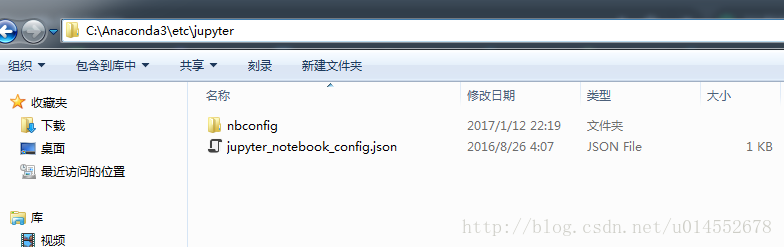 C:\Anaconda3\etc\jupyter
组织 包含到库中 共享 刻录 新建文件夹
收藏夹
下载
桌面
最近访问的位置
库
视频
名称 修改日期 类型 大小
nbconfig 2017/1/12 22:19 文件夹
jupyter_notebook_config.json 2016/8/26 4:07 JSON File 1 KB
http://blog.csdn.net/u014552678